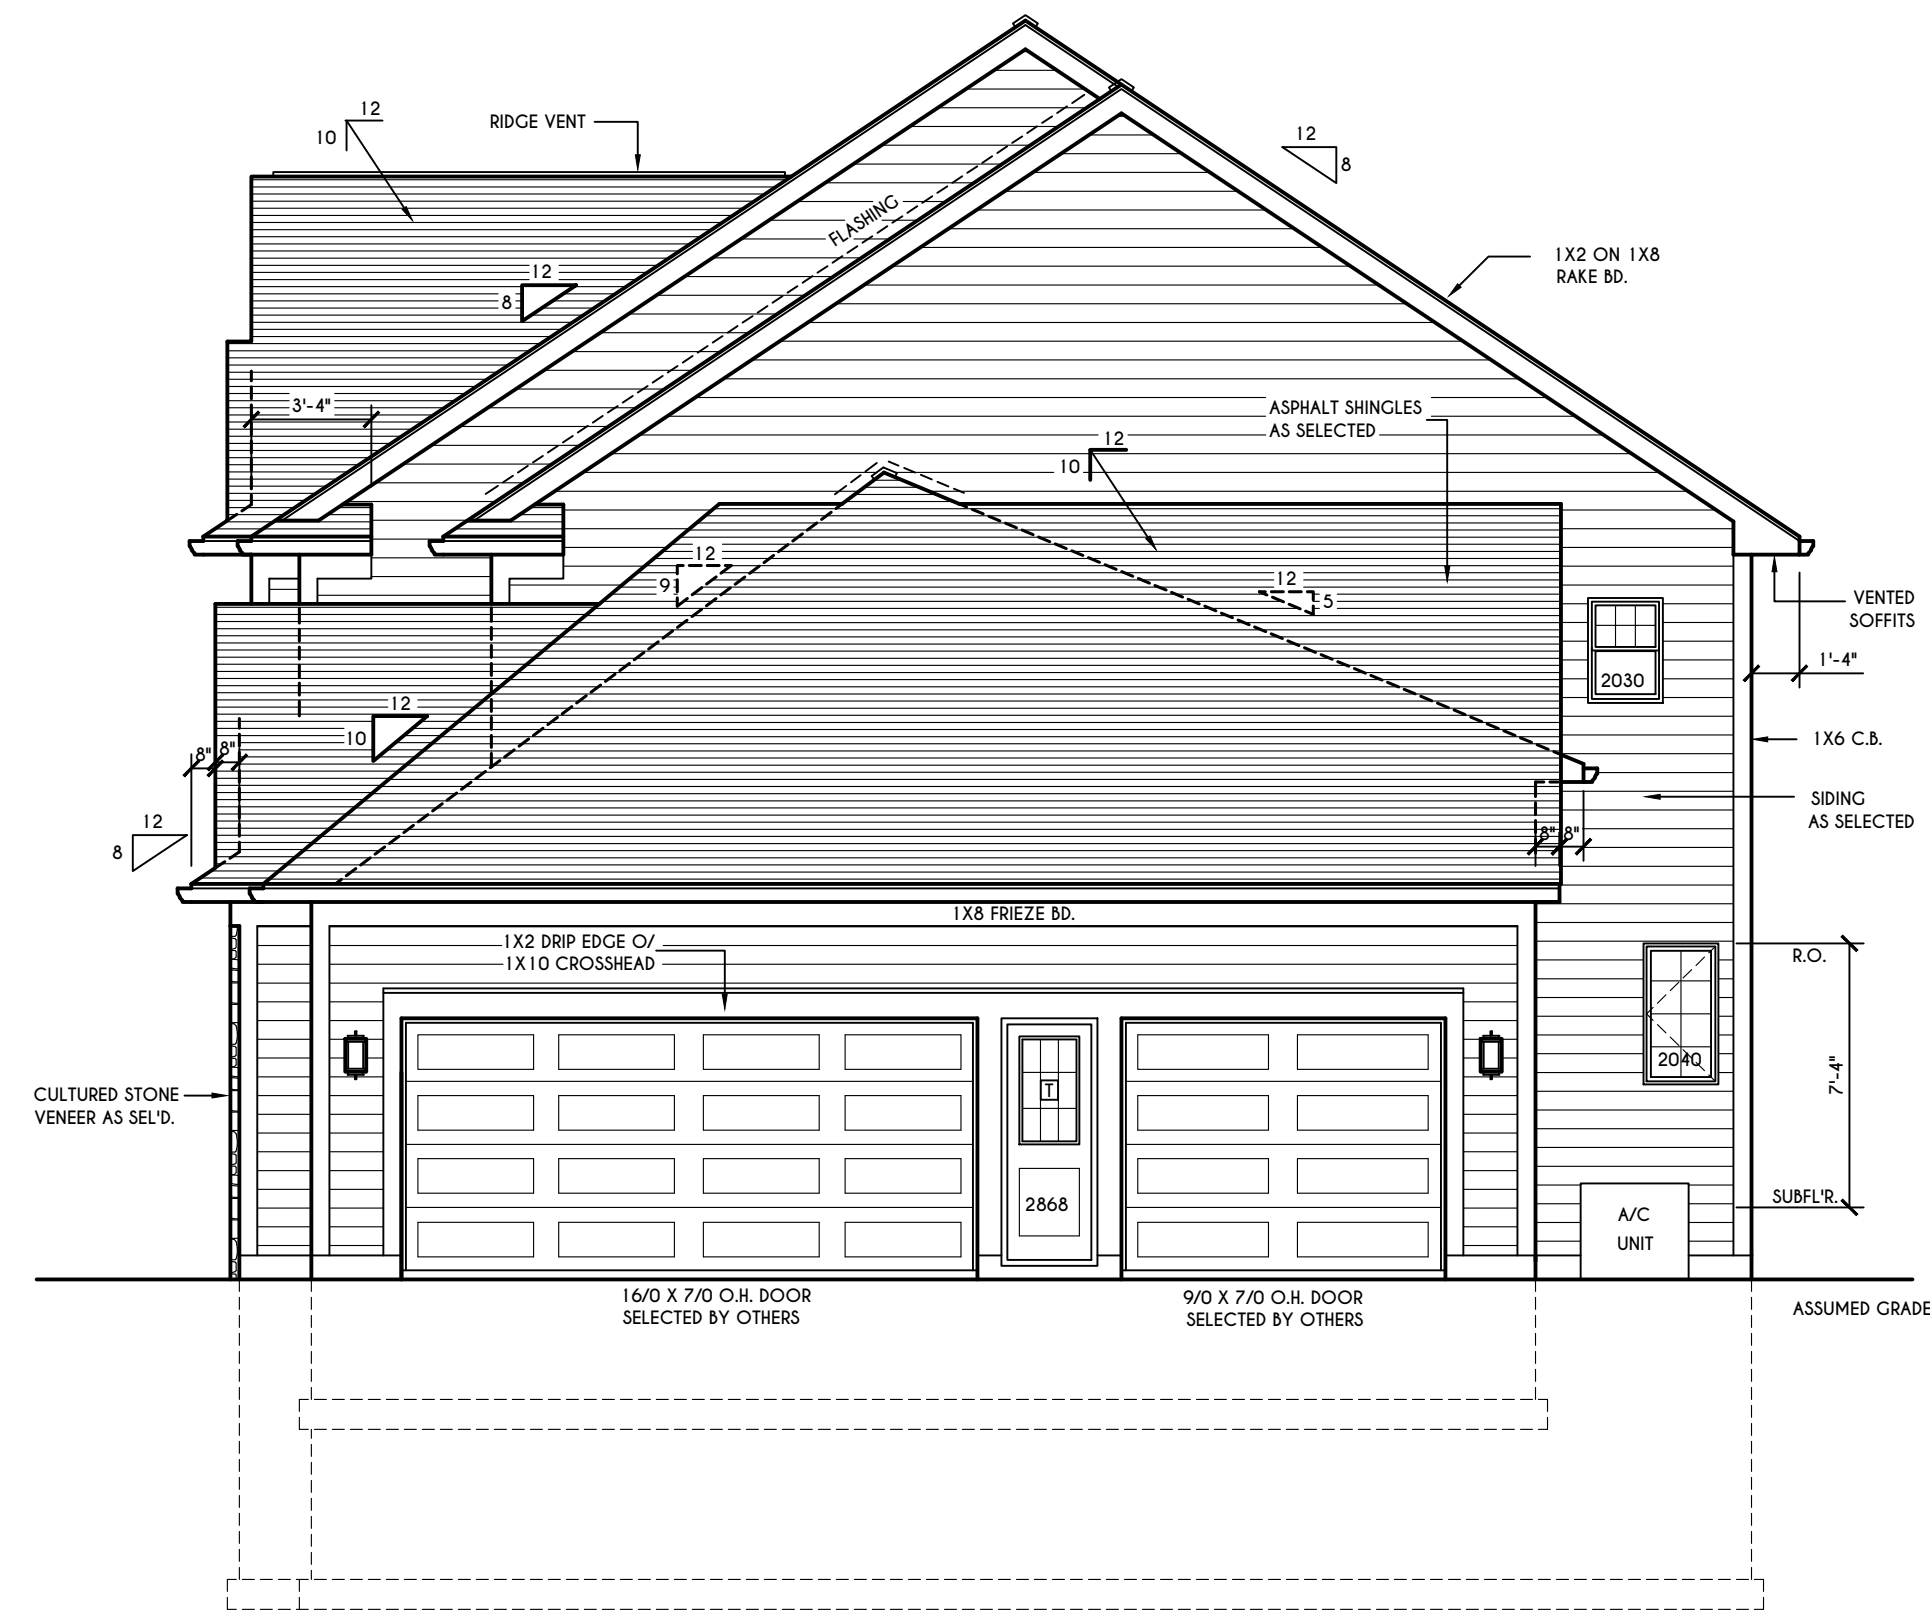 12
10
RIDGE VENT
12
8
FLASHING
1X2 ON 1X8
RAKE BD.
12
8
3'-4"
ASPHALT SHINGLES
AS SELECTED
12
10
12
9
12
5
VENTED
SOFFITS
2030
1'-4"
12
10
8" 8"
1X6 C.B.
SIDING
AS SELECTED
12
8
8" 8"
1X8 FRIEZE BD.
1X2 DRIP EDGE O/
1X10 CROSSHEAD
R.O.
2040
7'-4"
CULTURED STONE
VENEER AS SEL'D.
T
2868
SUBFL'R.
A/C
UNIT
16/0 X 7/0 O.H. DOOR
SELECTED BY OTHERS
9/0 X 7/0 O.H. DOOR
SELECTED BY OTHERS
ASSUMED GRADE